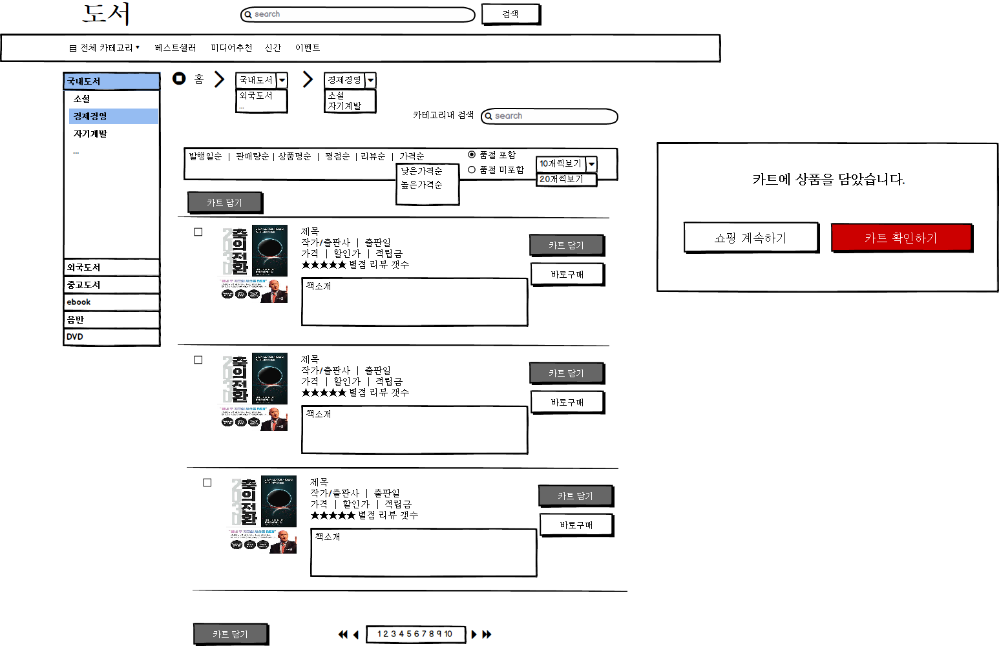 도서
search
검색
전체 카테고리 베스트셀러 미디어추천 신간 이벤트
국내도서
소설
경제경영
자기계발
...
외국도서
중고도서
ebook
음반
DVD
홈 국내도서 경제경영
외국도서
...
소설
자기계발
카테고리내 검색 search
발행일순 | 판매량순 | 상품명순 | 평점순 | 리뷰순 | 가격순
낮은가격순
높은가격순
품절 포함
품절 미포함
10개씩보기
20개씩보기
카트 담기
2030
축의 전환
제목
작가/출판사 | 출판일
가격 | 할인가 | 적립금
★★★★★ 별점 리뷰 갯수
책소개
카트 담기
바로구매
2030
축의 전환
제목
작가/출판사 | 출판일
가격 | 할인가 | 적립금
★★★★★ 별점 리뷰 갯수
책소개
카트 담기
바로구매
2030
축의 전환
제목
작가/출판사 | 출판일
가격 | 할인가 | 적립금
★★★★★ 별점 리뷰 갯수
책소개
카트 담기
바로구매
카트 담기
1 2 3 4 5 6 7 8 9 10
카트에 상품을 담았습니다.
쇼핑 계속하기
카트 확인하기